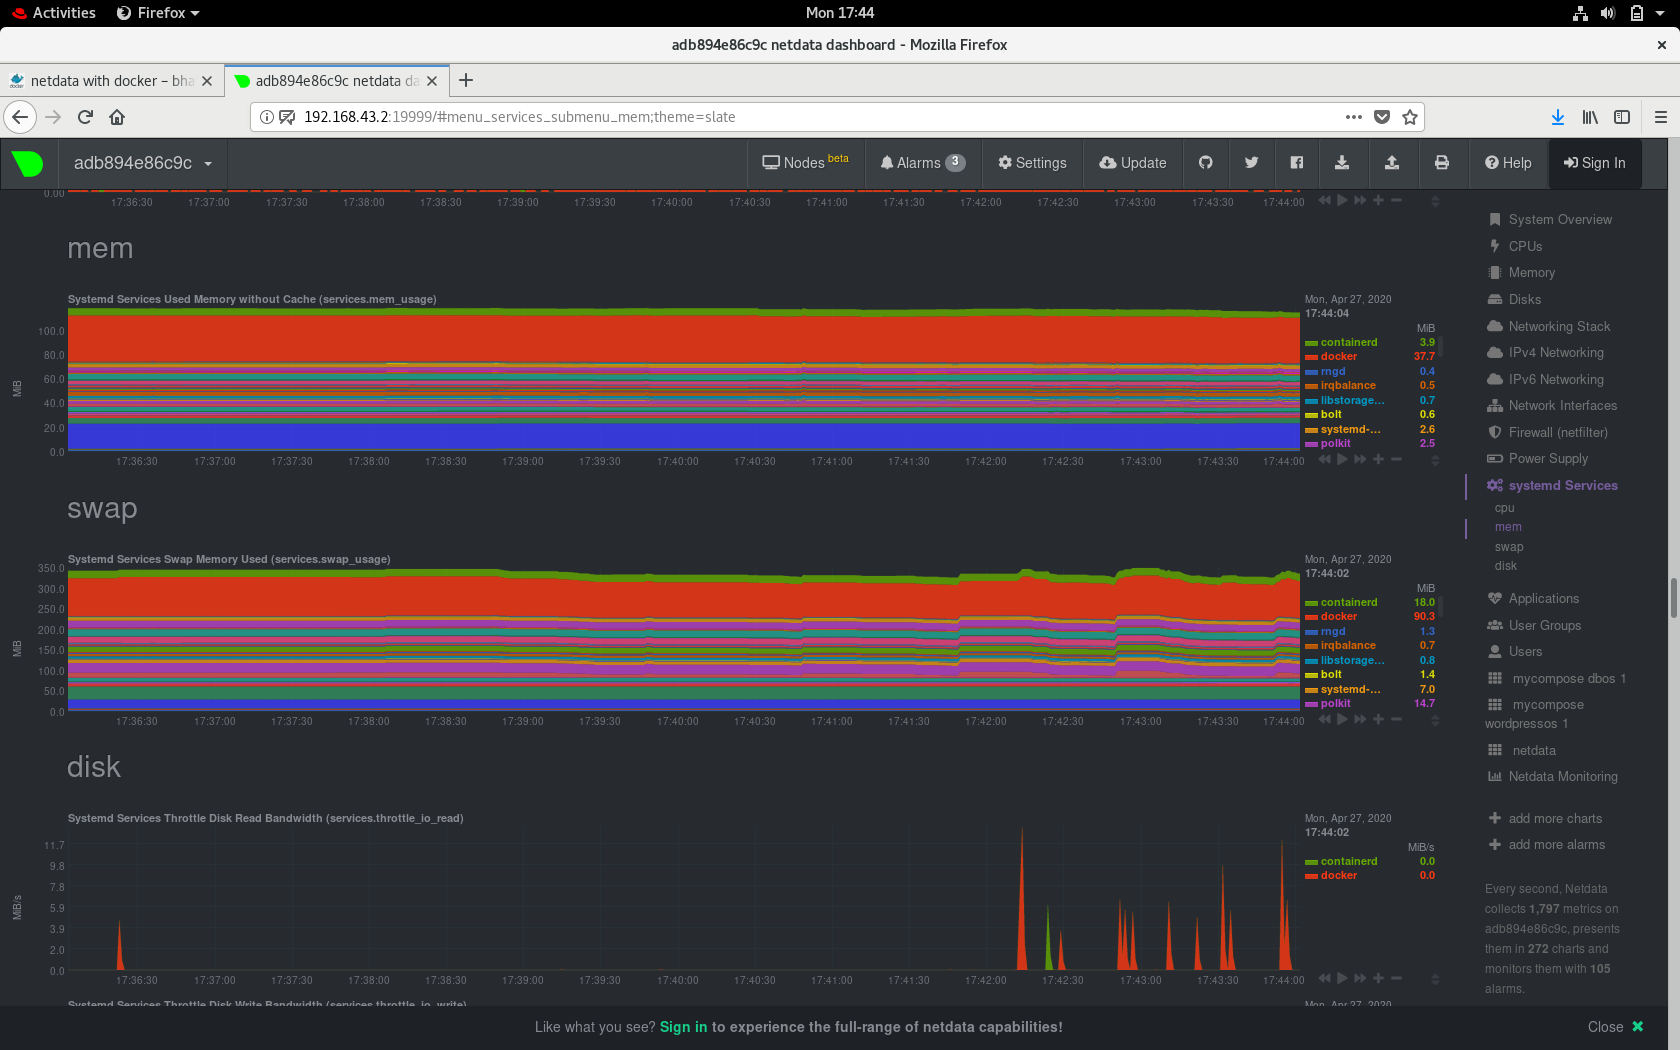 Activities Firefox Mon 17:44
adb894e86c9c netdata dashboard - Mozilla Firefox
netdata with docker – bha adb894e86c9c netdata da
192.168.43.2:19999/#menu_services_submenu_mem;theme=slate
adb894e86c9c Nodes beta Alarms 3 Settings Update Help Sign In
0.00
17:36:30 17:37:00 17:37:30 17:38:00 17:38:30 17:39:00 17:39:30 17:40:00 17:40:30 17:41:00 17:41:30 17:42:00 17:42:30 17:43:00 17:43:30 17:44:00
mem
Systemd Services Used Memory without Cache (services.mem_usage)
100.0
80.0
60.0
40.0
20.0
0.0
MiB
17:36:30 17:37:00 17:37:30 17:38:00 17:38:30 17:39:00 17:39:30 17:40:00 17:40:30 17:41:00 17:41:30 17:42:00 17:42:30 17:43:00 17:43:30 17:44:00
Mon, Apr 27, 2020
17:44:04
MiB
containerd 3.9
docker 37.7
rngd 0.4
irqbalance 0.5
libstorage... 0.7
bolt 0.6
systemd-... 2.6
polkit 2.5
swap
Systemd Services Swap Memory Used (services.swap_usage)
350.0
300.0
250.0
200.0
150.0
100.0
50.0
0.0
MiB
17:36:30 17:37:00 17:37:30 17:38:00 17:38:30 17:39:00 17:39:30 17:40:00 17:40:30 17:41:00 17:41:30 17:42:00 17:42:30 17:43:00 17:43:30 17:44:00
Mon, Apr 27, 2020
17:44:02
MiB
containerd 18.0
docker 90.3
rngd 1.3
irqbalance 0.7
libstorage... 0.8
bolt 1.4
systemd-... 7.0
polkit 14.7
disk
Systemd Services Throttle Disk Read Bandwidth (services.throttle_io_read)
11.7
9.8
7.8
5.9
3.9
2.0
0.0
MiB/s
17:36:30 17:37:00 17:37:30 17:38:00 17:38:30 17:39:00 17:39:30 17:40:00 17:40:30 17:41:00 17:41:30 17:42:00 17:42:30 17:43:00 17:43:30 17:44:00
Mon, Apr 27, 2020
17:44:02
MiB/s
containerd 0.0
docker 0.0
Systemd Services Throttle Disk Write Bandwidth (services.throttle_io_write)
Mon, Apr 27, 2020
System Overview
CPUs
Memory
Disks
Networking Stack
IPv4 Networking
IPv6 Networking
Network Interfaces
Firewall (netfilter)
Power Supply
systemd Services
cpu
mem
swap
disk
Applications
User Groups
Users
mycompose dbos 1
mycompose
wordpressos 1
netdata
Netdata Monitoring
add more charts
add more alarms
Every second, Netdata
collects 1,797 metrics on
adb894e86c9c, presents
them in 272 charts and
monitors them with 105
alarms.
Like what you see? Sign in to experience the full-range of netdata capabilities!
Close